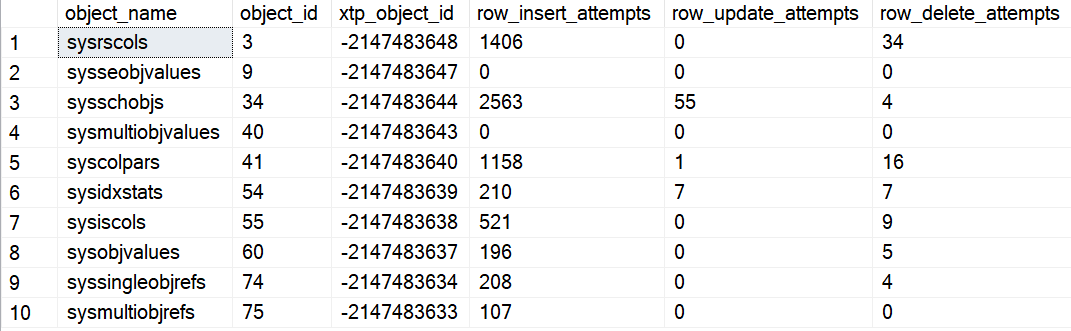 object_name object_id xtp_object_id row_insert_attempts row_update_attempts row_delete_attempts
1 sysrscols 3 -2147483648 1406 0 34
2 sysseobjvalues 9 -2147483647 0 0 0
3 sysschobjs 34 -2147483644 2563 55 4
4 sysmultiobjvalues 40 -2147483643 0 0 0
5 syscolpars 41 -2147483640 1158 1 16
6 sysidxstats 54 -2147483639 210 7 7
7 sysiscols 55 -2147483638 521 0 9
8 sysobjvalues 60 -2147483637 196 0 5
9 syssingleobjrefs 74 -2147483634 208 0 4
10 sysmultiobjrefs 75 -2147483633 107 0 0